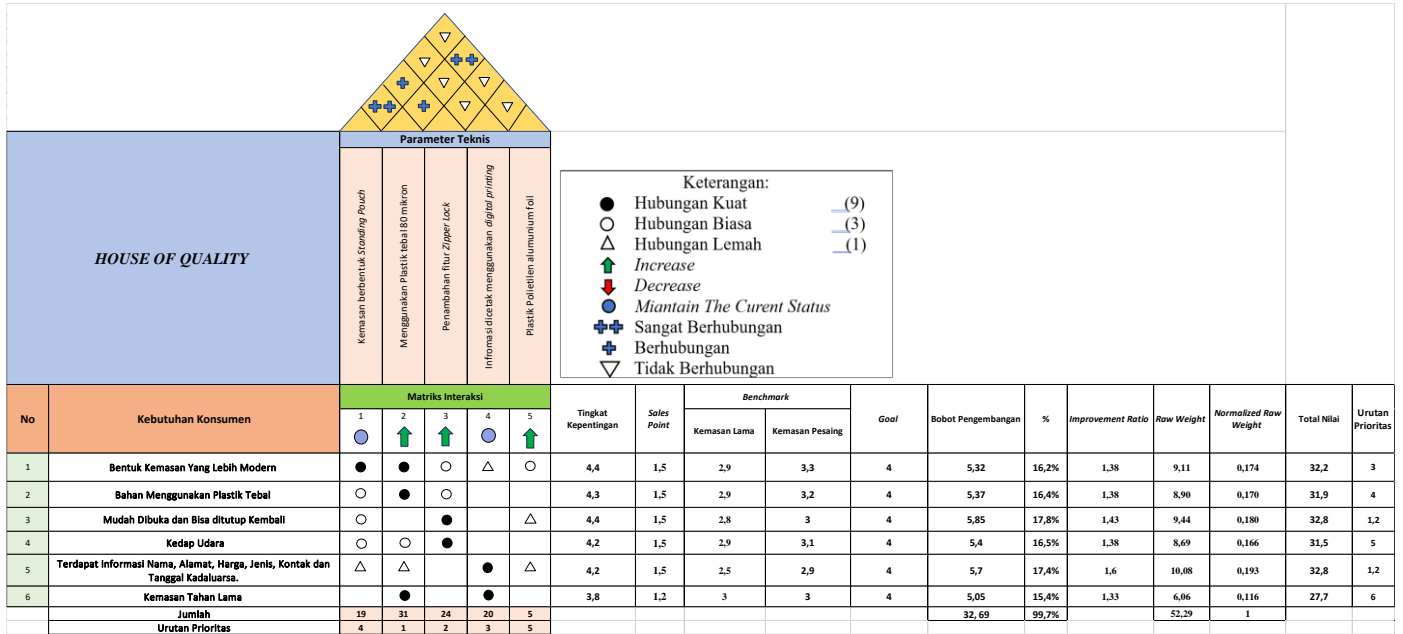 Parameter Teknis
HOUSE OF QUALITY
Kemasan berbentuk Standing Pouch
Menggunakan Plastik tebal 80 mikron
Penambahan fitur Zipper Lock
Infromasi dicetak menggunakan digital printing
Plastik Polietilen alumunium foil
Keterangan:
Hubungan Kuat __(9)
Hubungan Biasa __(3)
Hubungan Lemah __(1)
Increase
Decrease
Miantain The Curent Status
Sangat Berhubungan
Berhubungan
Tidak Berhubungan
No Kebutuhan Konsumen Matriks Interaksi Tingkat Kepentingan Sales Point Benchmark Goal Bobot Pengembangan % Improvement Ratio Raw Weight Normalized Raw Weight Total Nilai Urutan Prioritas
1 2 3 4 5 Kemasan Lama Kemasan Pesaing
1 Bentuk Kemasan Yang Lebih Modern 4,4 1,5 2,9 3,3 4 5,32 16,2% 1,38 9,11 0,174 32,2 3
2 Bahan Menggunakan Plastik Tebal 4,3 1,5 2,9 3,2 4 5,37 16,4% 1,38 8,90 0,170 31,9 4
3 Mudah Dibuka dan Bisa ditutup Kembali 4,4 1,5 2,8 3 4 5,85 17,8% 1,43 9,44 0,180 32,8 1,2
4 Kedap Udara 4,2 1,5 2,9 3,1 4 5,4 16,5% 1,38 8,69 0,166 31,5 5
5 Terdapat Informasi Nama, Alamat, Harga, Jenis, Kontak dan
Tanggal Kadaluarsa. 4,2 1,5 2,5 2,9 4 5,7 17,4% 1,6 10,08 0,193 32,8 1,2
6 Kemasan Tahan Lama 3,8 1,2 3 3 4 5,05 15,4% 1,33 6,06 0,116 27,7 6
Jumlah 19 31 24 20 5 32, 69 99,7% 52,29 1
Urutan Prioritas 4 1 2 3 5